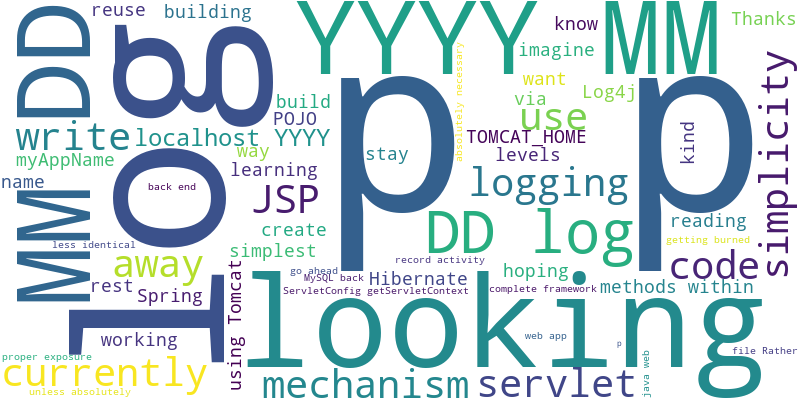 reuse
building
YYYY
MM
know
Thanks
imagine
DD
log
p
p
build
want
Log4j
via
POJO
use
absolutely necessary
write
localhost
YYYY
TOMCAT_HOME
kind
simplicity
myAppName
way
stay
levels
name
learning
JSP
logging
back end
MM
create
DD log
reading
less identical
simplest
getting burned
away
record activity
code
rest
go ahead
hoping
MySQL back
Hibernate
methods within
Spring
ServletConfig getServletContext
complete framework
using Tomcat
looking
working
web app
p
file Rather
proper exposure
currently
mechanism
servlet
java web
unless absolutely